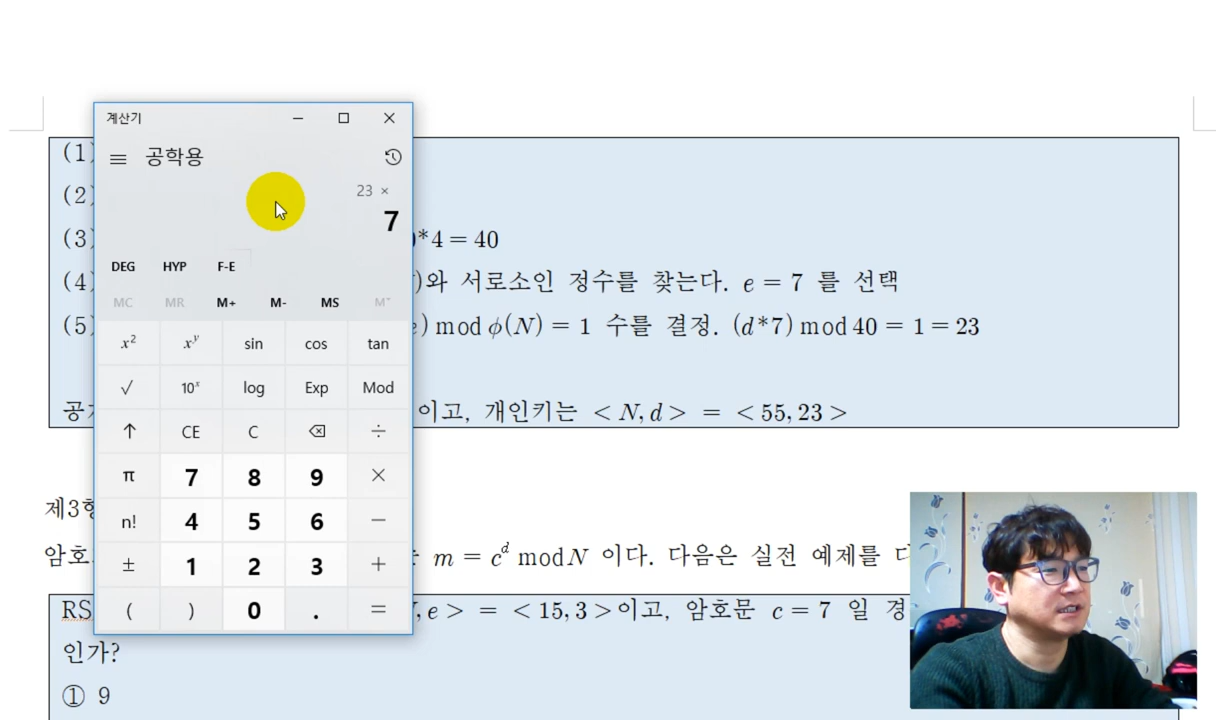 계산기
공학용
23 ×
7
DEG HYP F-E
MC MR M+ M- MS M˅
x² xʸ sin cos tan
√ 10ˣ log Exp Mod
↑ CE C ÷
π 7 8 9 ×
n! 4 5 6 −
± 1 2 3 +
( ) 0 . =
(1)
(2)
(3) *4 = 40
(4) )와 서로소인 정수를 찾는다. e = 7 를 선택
(5) ) mod ϕ(N) = 1 수를 결정. (d*7) mod 40 = 1 = 23
이고, 개인키는 < N, d > = < 55, 23 >
제3
암호 m = cᵈ mod N 이다. 다음은 실전 예제를
RS , e > = < 15, 3 >이고, 암호문 c = 7 일 경
인가?
① 9